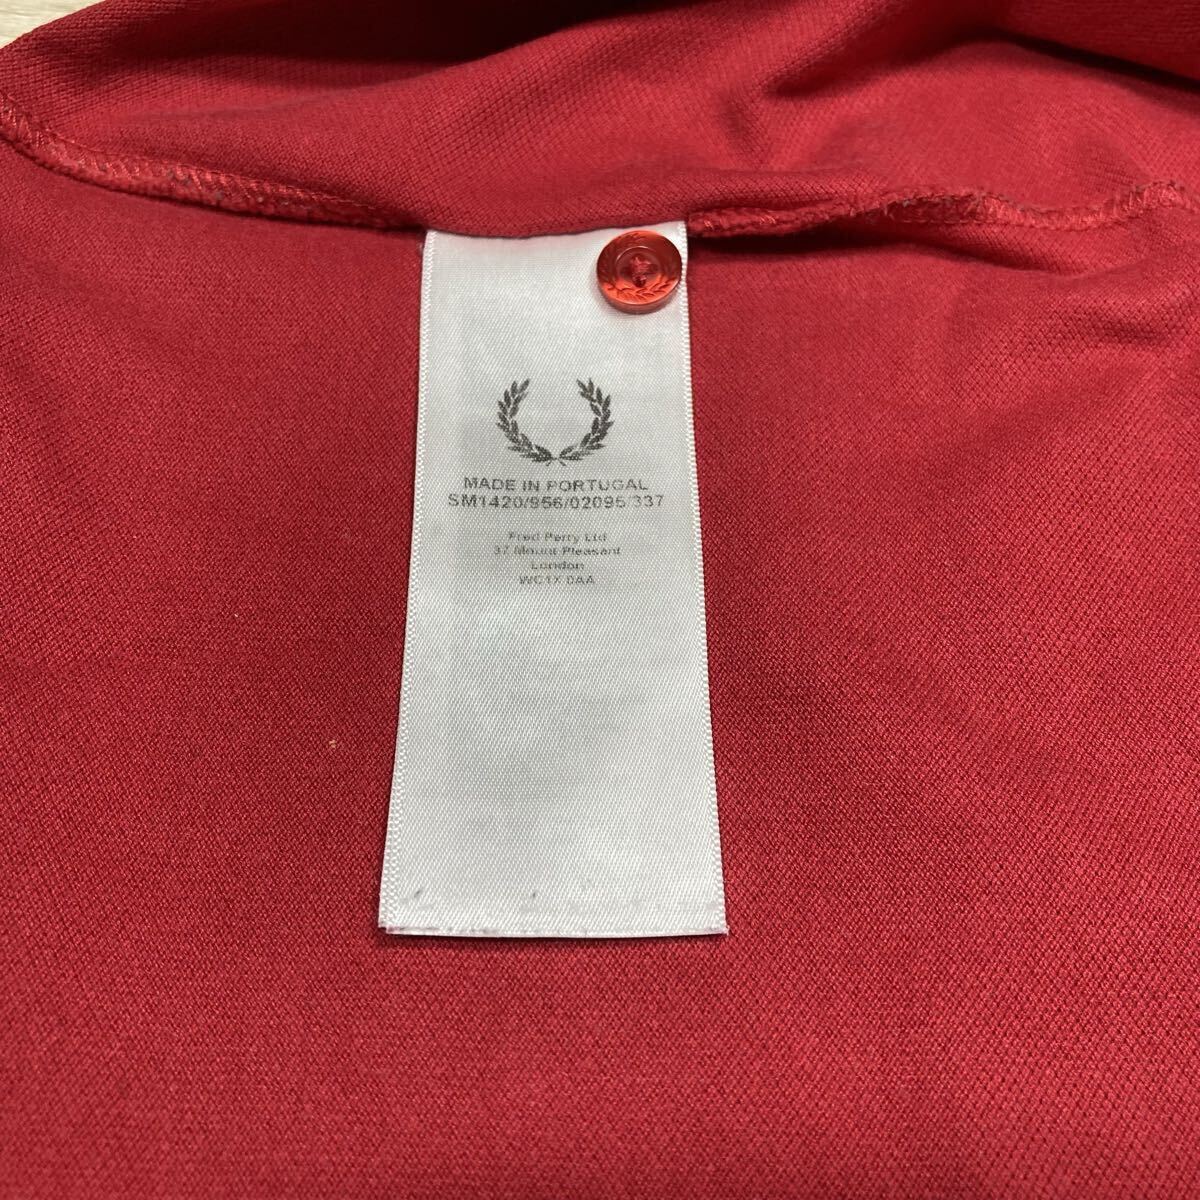 MADE IN PORTUGAL
SM1420/956/02095/337
Fred Perry Ltd
37 Mount Pleasant
London
WC1X 0AA